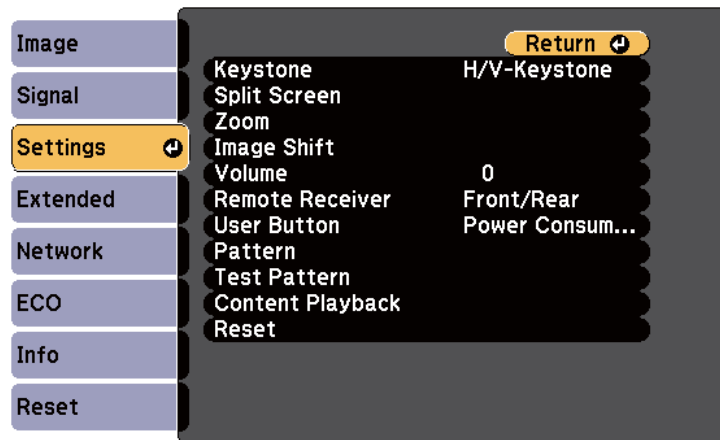 Image
Signal
Settings
Extended
Network
ECO
Info
Reset
Return
Keystone H/V-Keystone
Split Screen
Zoom
Image Shift
Volume 0
Remote Receiver Front/Rear
User Button Power Consum...
Pattern
Test Pattern
Content Playback
Reset